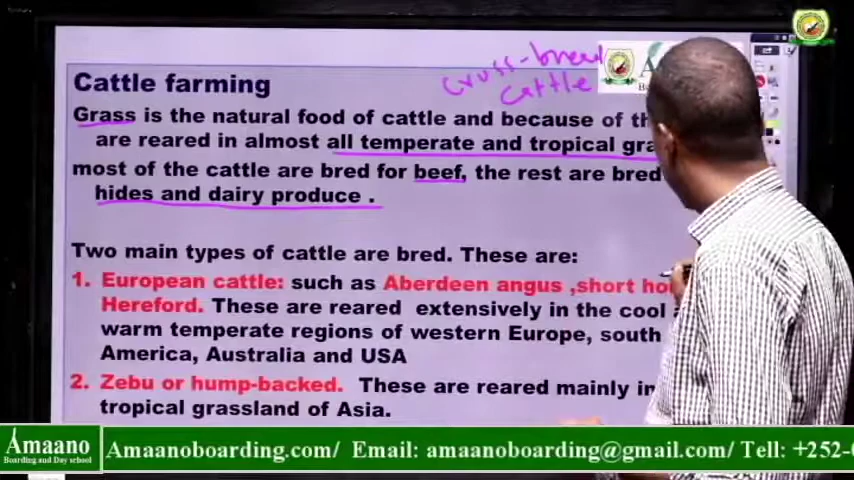 cross-breed
cattle
Cattle farming
Grass is the natural food of cattle and because of
are reared in almost all temperate and tropical
most of the cattle are bred for beef, the rest are bred
hides and dairy produce .
Two main types of cattle are bred. These are:
1. European cattle: such as Aberdeen angus ,short
Hereford. These are reared extensively in the cool
warm temperate regions of western Europe, south
America, Australia and USA
2. Zebu or hump-backed. These are reared mainly in
tropical grassland of Asia.
Amaano
Boarding and Day school
Amaanoboarding.com/ Email: amaanoboarding@gmail.com/ Tell: +252-